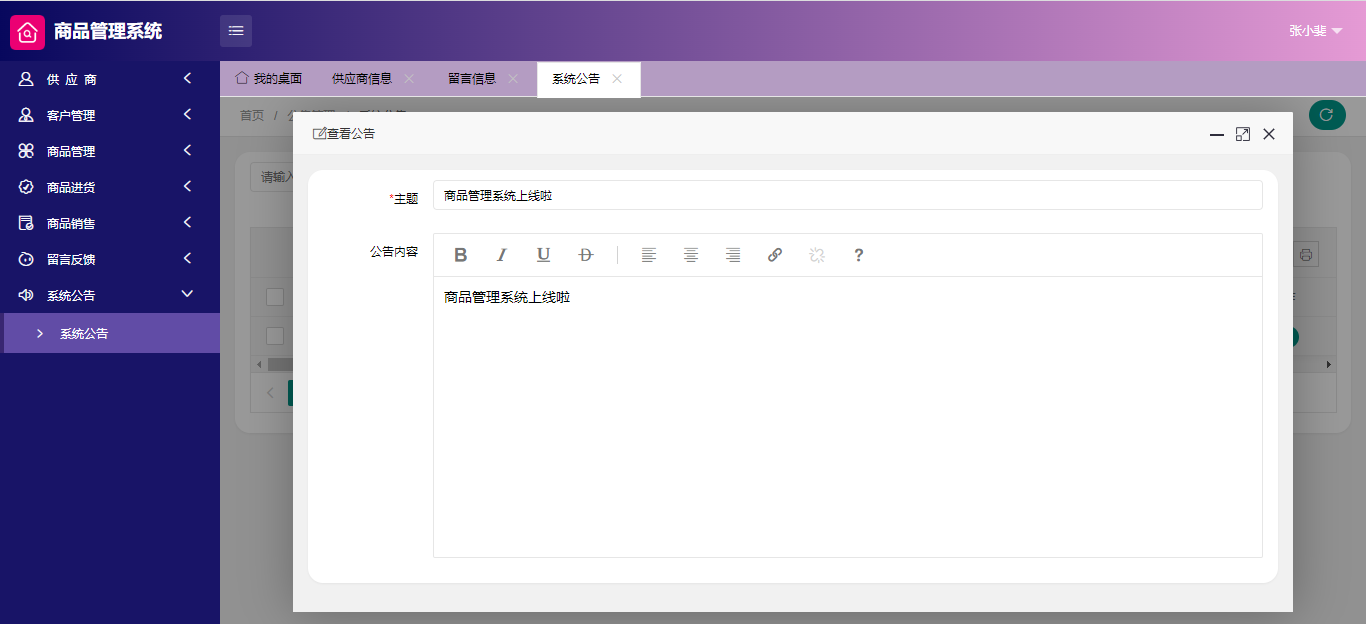 商品管理系统
张小斐
供 应 商
客户管理
商品管理
商品进货
商品销售
留言反馈
系统公告
系统公告
我的桌面
供应商信息
留言信息
系统公告
首页 /
请输入
查看公告
*主题
商品管理系统上线啦
公告内容
B I U D ?
商品管理系统上线啦